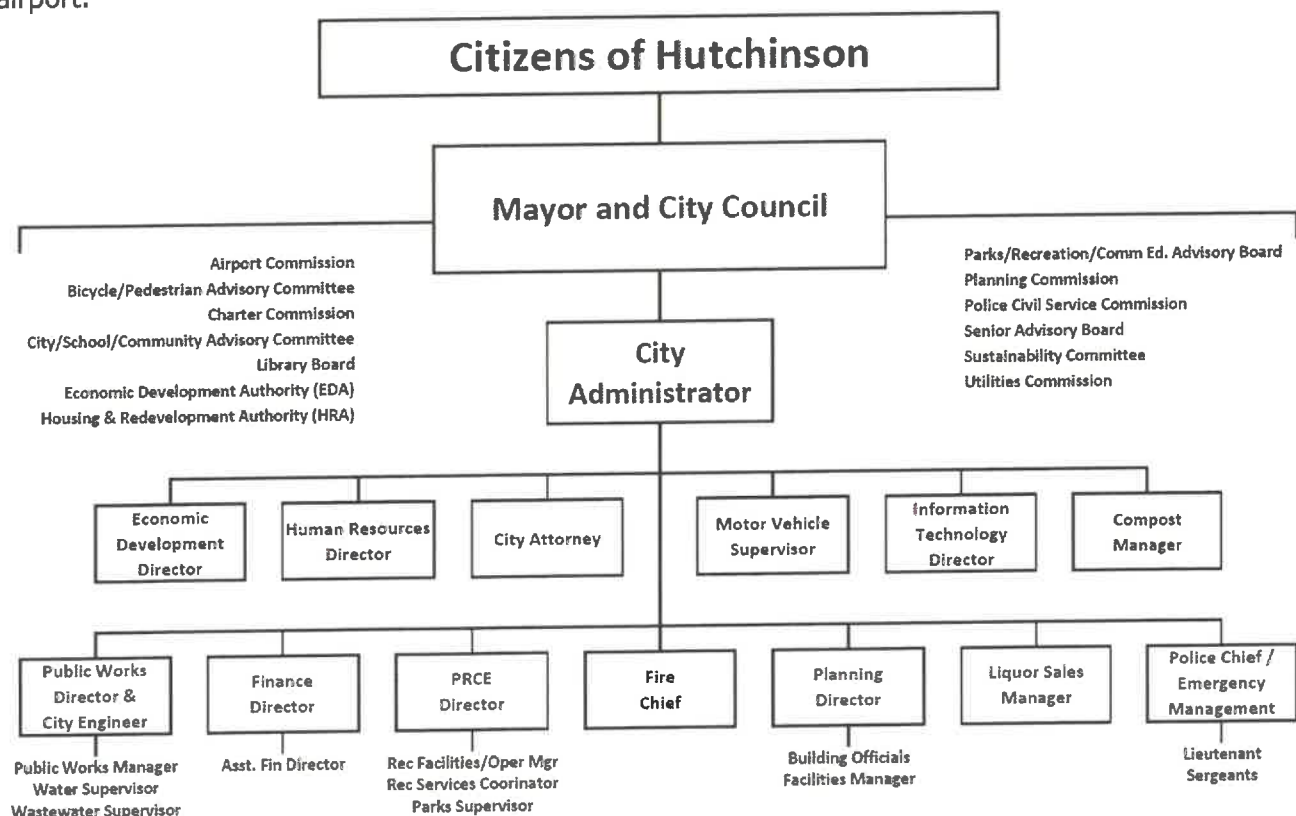 airport.
Citizens of Hutchinson
Mayor and City Council
Airport Commission
Bicycle/Pedestrian Advisory Committee
Charter Commission
City/School/Community Advisory Committee
Library Board
Economic Development Authority (EDA)
Housing & Redevelopment Authority (HRA)
Parks/Recreation/Comm Ed. Advisory Board
Planning Commission
Police Civil Service Commission
Senior Advisory Board
Sustainability Committee
Utilities Commission
City
Administrator
Economic
Development
Director
Human Resources
Director
City Attorney
Motor Vehicle
Supervisor
Information
Technology
Director
Compost
Manager
Public Works
Director &
City Engineer
Finance
Director
PRCE
Director
Fire
Chief
Planning
Director
Liquor Sales
Manager
Police Chief /
Emergency
Management
Public Works Manager
Water Supervisor
Wastewater Supervisor
Asst. Fin Director
Rec Facilities/Oper Mgr
Rec Services Coorinator
Parks Supervisor
Building Officials
Facilities Manager
Lieutenant
Sergeants